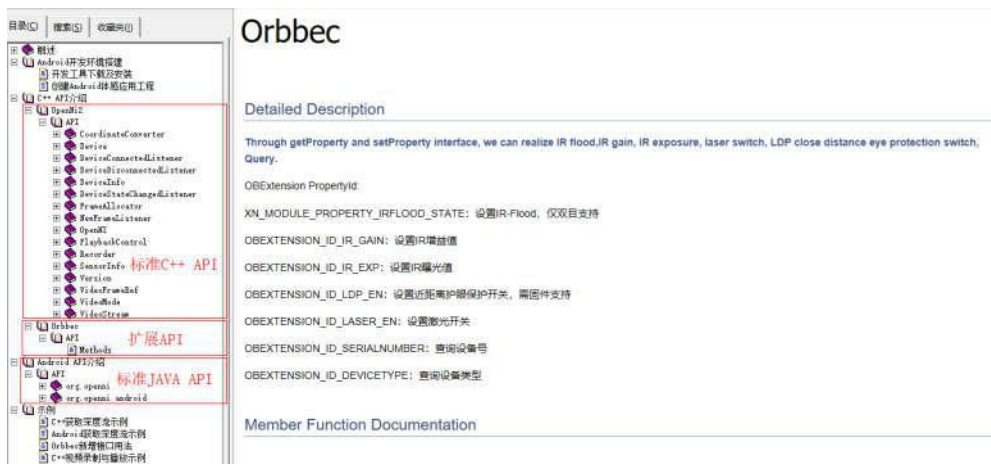 目录(C) 搜索(S) 收藏夹(I)
概述
Android开发环境搭建
开发工具下载及安装
创建Android体感应用工程
C++ API介绍
OpenNi2
API
CoordinateConverter
Device
DeviceConnectedListener
DeviceDisconnectedListener
DeviceInfo
DeviceStateChangedListener
FrameAllocator
NewFrameListener
OpenNI
PlaybackControl
Recorder
SensorInfo
标准C++ API
Version
VideoFrameRef
VideoMode
VideoStream
Orbbec
API
扩展API
Methods
Android API介绍
API
标准JAVA API
org.openni
org.openni.android
示例
C++获取深度流示例
Android获取深度流示例
Orbbec新增接口用法
C++视频录制与播放示例
Orbbec
Detailed Description
Through getProperty and setProperty interface, we can realize IR flood,IR gain, IR exposure, laser switch, LDP close distance eye protection switch,
Query.
OBExtension PropertyId:
XN_MODULE_PROPERTY_IRFLOOD_STATE：设置IR-Flood，仅双目支持
OBEXTENSION_ID_IR_GAIN：设置IR增益值
OBEXTENSION_ID_IR_EXP：设置IR曝光值
OBEXTENSION_ID_LDP_EN：设置近距离护眼保护开关，需固件支持
OBEXTENSION_ID_LASER_EN：设置激光开关
OBEXTENSION_ID_SERIALNUMBER：查询设备号
OBEXTENSION_ID_DEVICETYPE：查询设备类型
Member Function Documentation